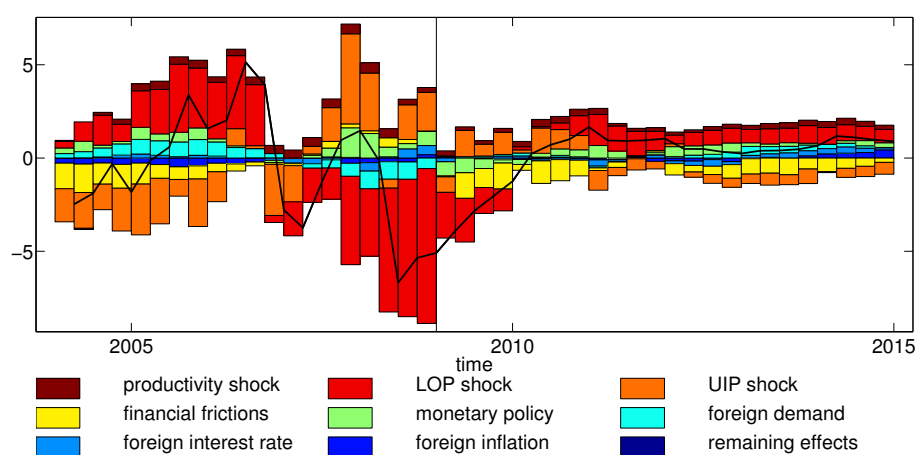 5
0
−5
2005 2010 2015
time
productivity shock LOP shock UIP shock
financial frictions monetary policy foreign demand
foreign interest rate foreign inflation remaining effects